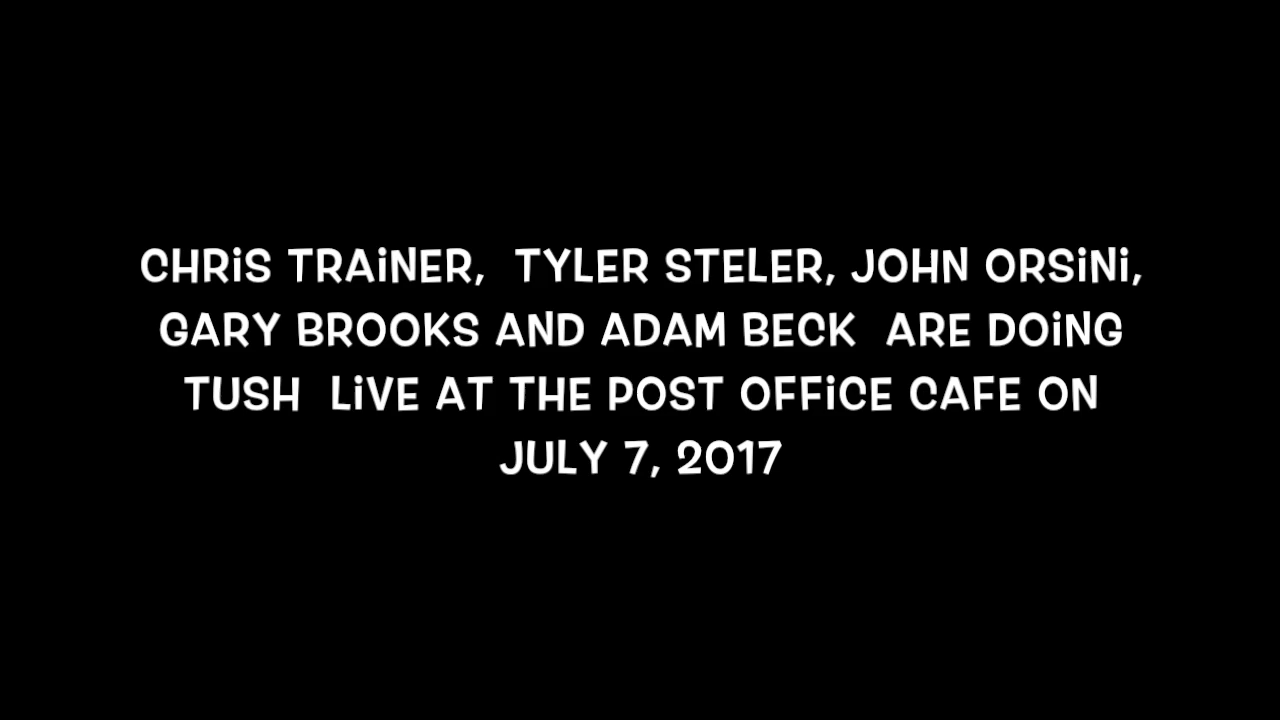 CHRiS TRAiNER,  TYLER STELER, JOHN ORSiNi,
GARY BROOKS AND ADAM BECK  ARE DOiNG
TUSH  LiVE AT THE POST OFFiCE CAFE ON
JULY 7, 2017